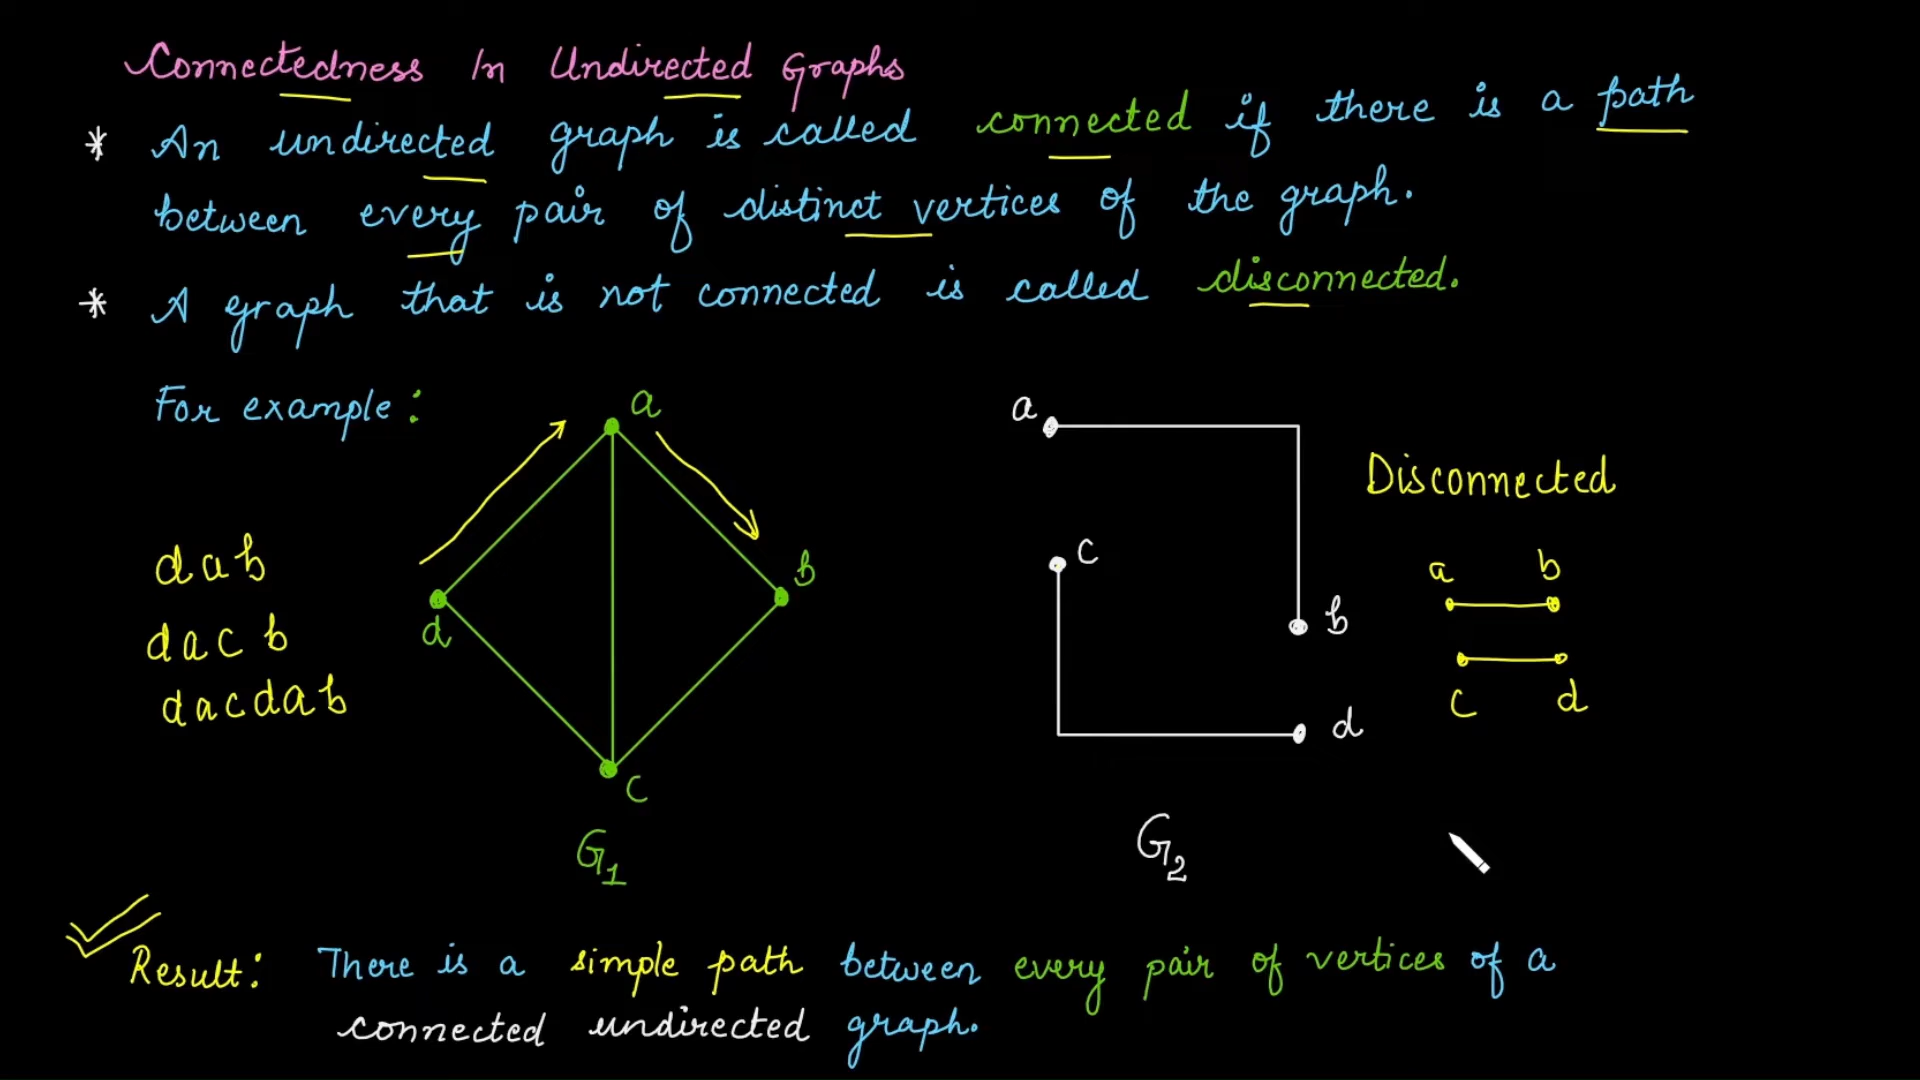 Connectedness In Undirected Graphs
* An undirected graph is called connected if there is a path
between every pair of distinct vertices of the graph.
* A graph that is not connected is called disconnected.
For example:
a
b
c
d
dab
dacb
dacdab
G1
a
b
c
d
G2
Disconnected
a b
c d
Result: There is a simple path between every pair of vertices of a
connected undirected graph.